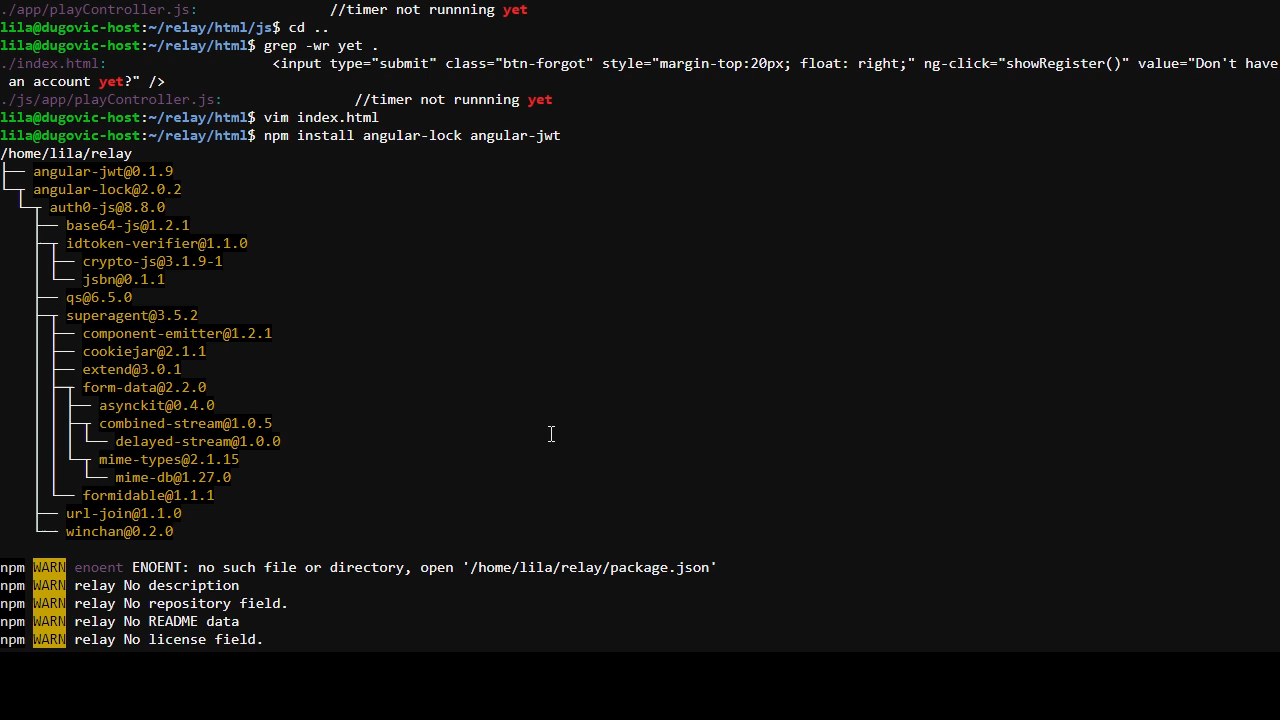 ./app/playController.js:                //timer not runnning yet
lila@dugovic-host:~/relay/html/js$ cd ..
lila@dugovic-host:~/relay/html$ grep -wr yet .
./index.html:                    <input type="submit" class="btn-forgot" style="margin-top:20px; float: right;" ng-click="showRegister()" value="Don't have
 an account yet?" />
./js/app/playController.js:                //timer not runnning yet
lila@dugovic-host:~/relay/html$ vim index.html
lila@dugovic-host:~/relay/html$ npm install angular-lock angular-jwt
/home/lila/relay
├── angular-jwt@0.1.9
└─┬ angular-lock@2.0.2
  └─┬ auth0-js@8.8.0
    ├── base64-js@1.2.1
    ├─┬ idtoken-verifier@1.1.0
    │ ├── crypto-js@3.1.9-1
    │ └── jsbn@0.1.1
    ├── qs@6.5.0
    ├─┬ superagent@3.5.2
    │ ├── component-emitter@1.2.1
    │ ├── cookiejar@2.1.1
    │ ├── extend@3.0.1
    │ ├─┬ form-data@2.2.0
    │ │ ├── asynckit@0.4.0
    │ │ ├─┬ combined-stream@1.0.5
    │ │ │ └── delayed-stream@1.0.0
    │ │ └─┬ mime-types@2.1.15
    │ │   └── mime-db@1.27.0
    │ └── formidable@1.1.1
    ├── url-join@1.1.0
    └── winchan@0.2.0
npm WARN enoent ENOENT: no such file or directory, open '/home/lila/relay/package.json'
npm WARN relay No description
npm WARN relay No repository field.
npm WARN relay No README data
npm WARN relay No license field.